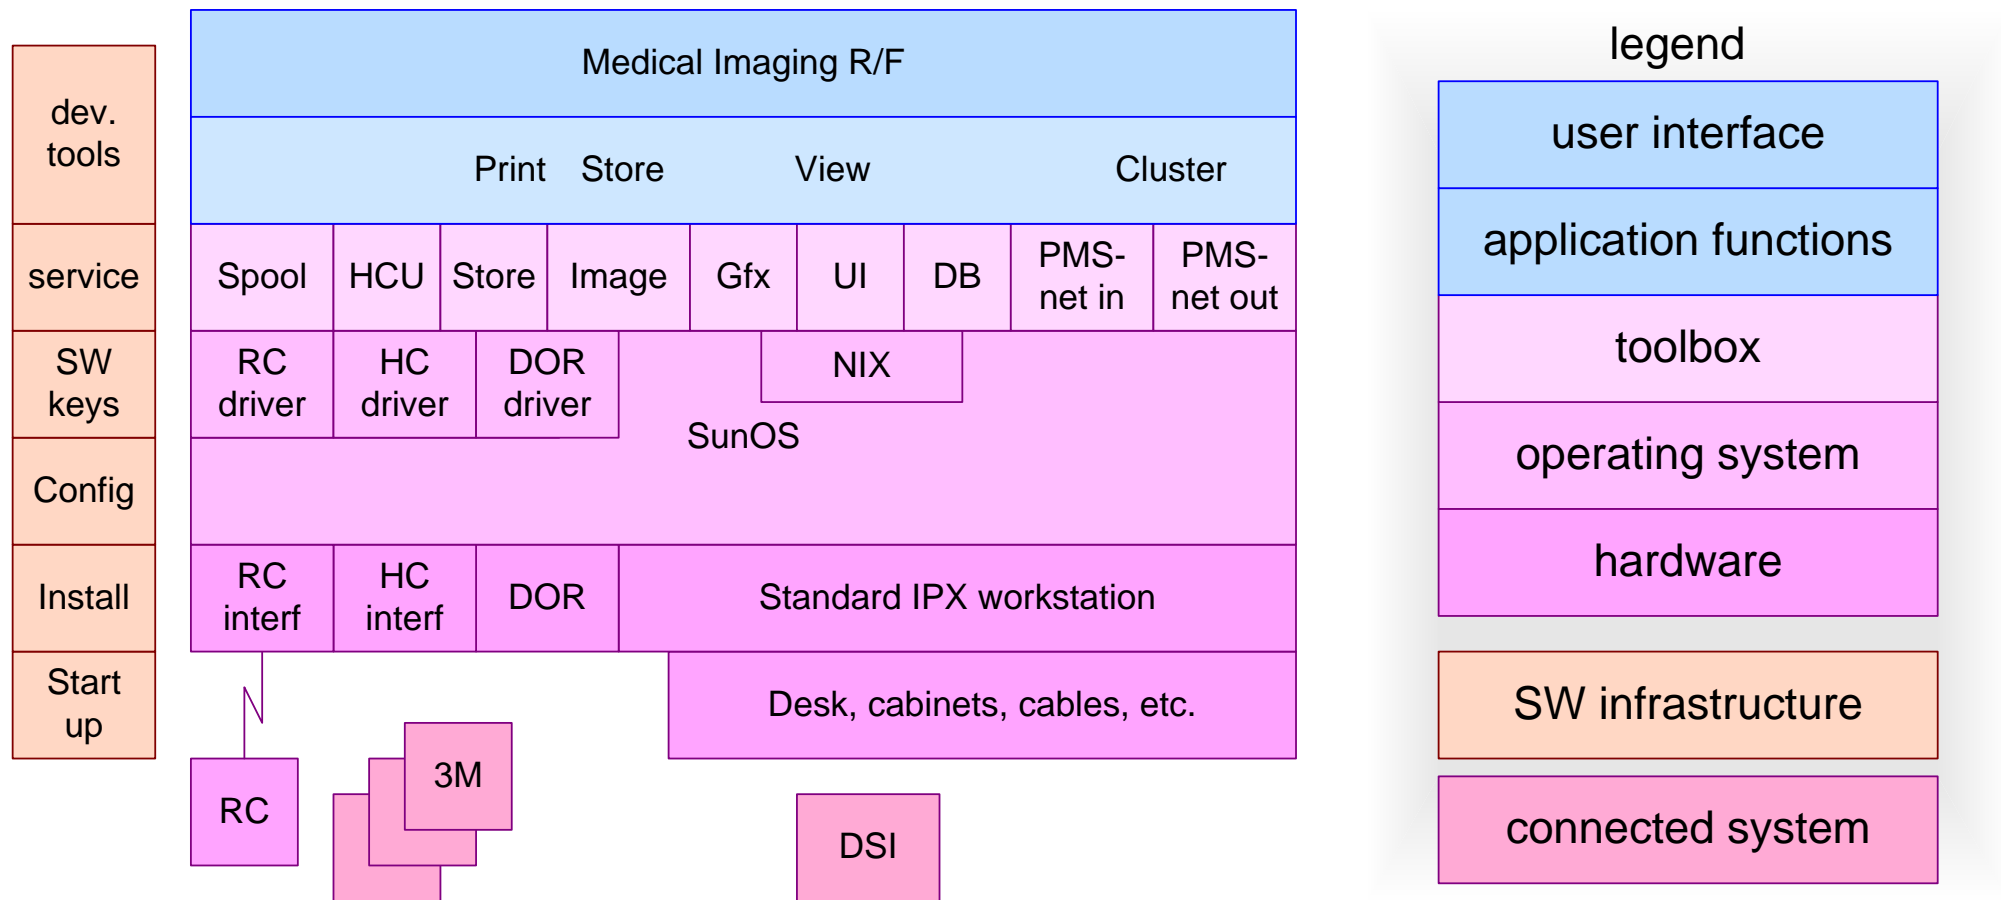 legend
Medical Imaging R/F
Print Store View Cluster
dev.
tools
service
SW
keys
Config
Install
Start
up
Spool
HCU
Store
Image
Gfx
UI
DB
PMS-
net in
PMS-
net out
RC
driver
HC
driver
DOR
driver
NIX
SunOS
RC
interf
HC
interf
DOR
Standard IPX workstation
Desk, cabinets, cables, etc.
RC
3M
DSI
user interface
application functions
toolbox
operating system
hardware
SW infrastructure
connected system